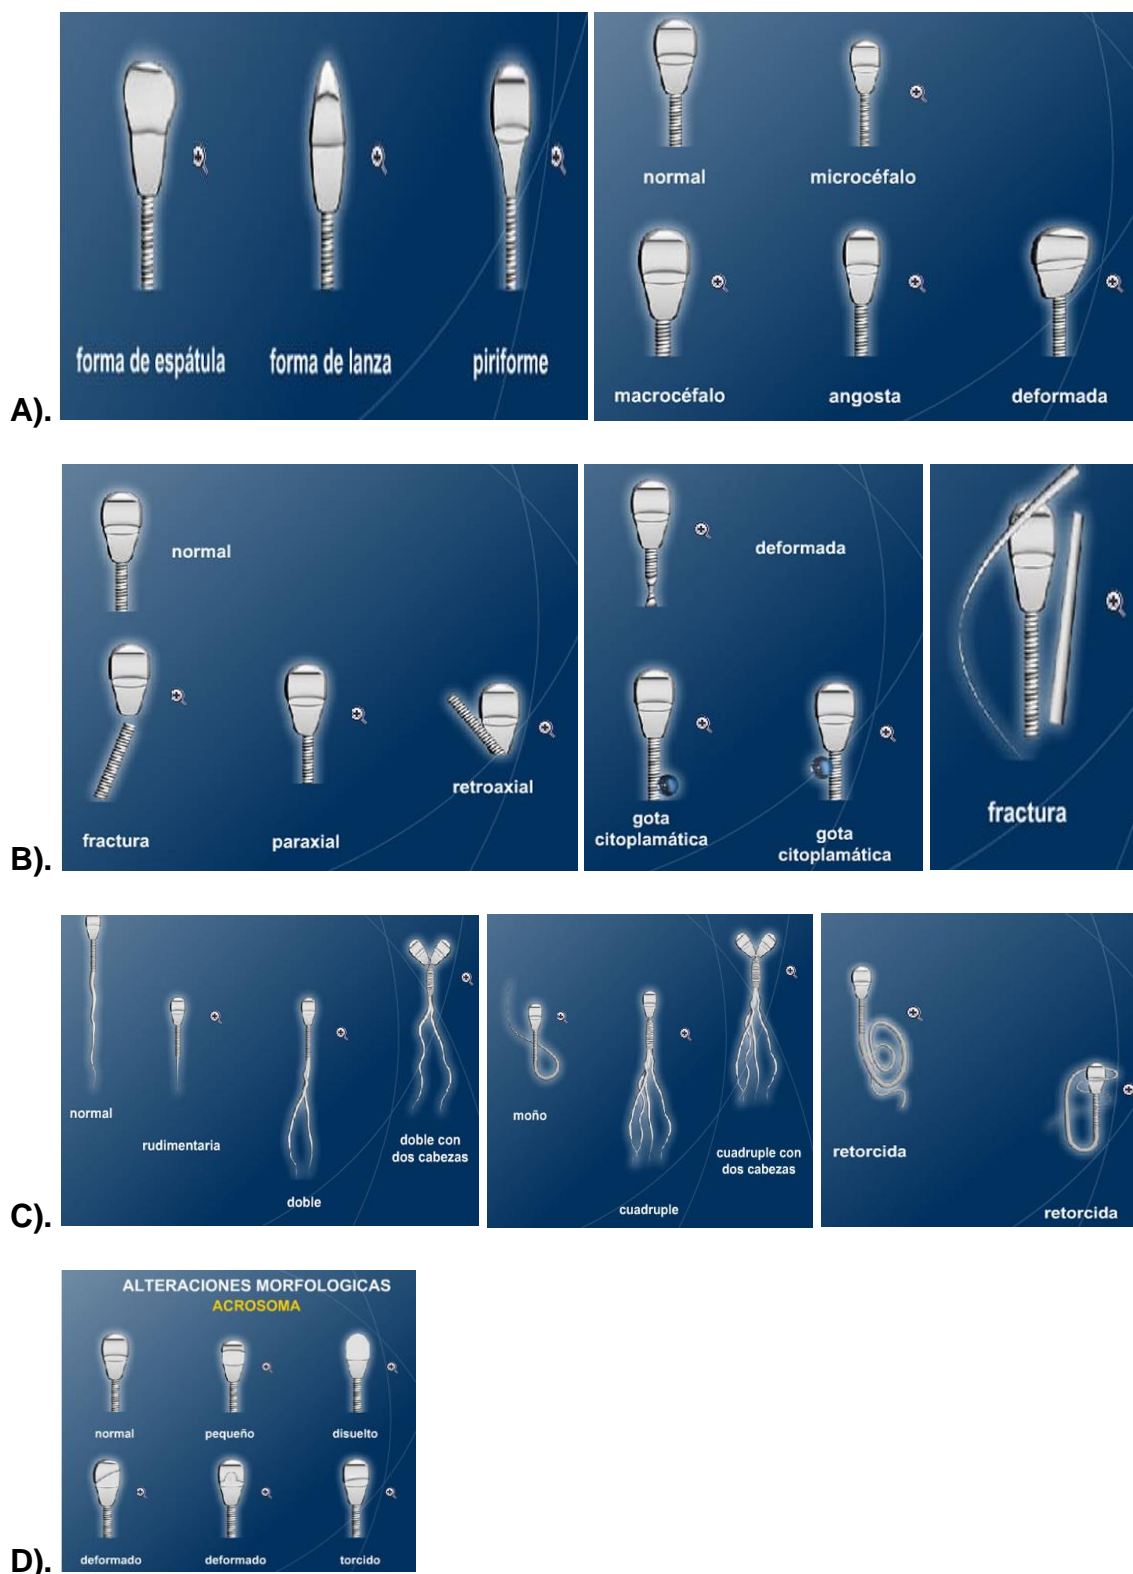 forma de espátula
forma de lanza
piriforme
normal
microcéfalo
macrocéfalo
angosta
deformada
A).
normal
fractura
paraxial
retroaxial
deformada
gota
citoplamática
gota
citoplamática
fractura
B).
normal
rudimentaria
doble
doble con
dos cabezas
moño
cuadruple
cuadruple con
dos cabezas
retorcida
retorcida
C).
ALTERACIONES MORFOLOGICAS
ACROSOMA
normal
pequeño
disuelto
deformado
deformado
torcido
D).